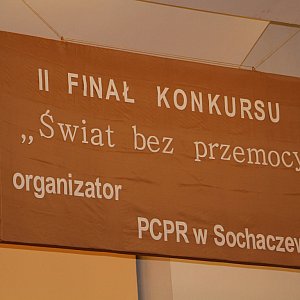 II FINAŁ KONKURSU
„Świat bez przemocy
organizator
PCPR w Sochaczew